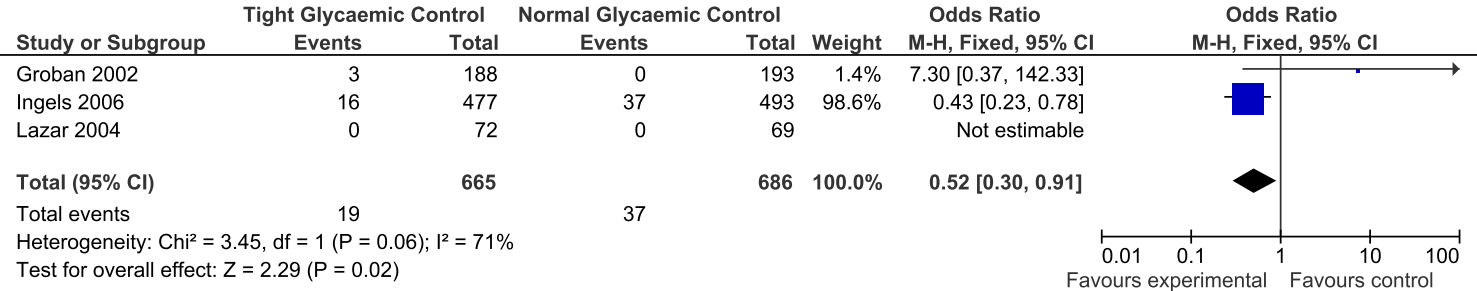 Tight Glycaemic Control Normal Glycaemic Control Odds Ratio Odds Ratio
Study or Subgroup Events Total Events Total Weight M-H, Fixed, 95% CI M-H, Fixed, 95% CI
Groban 2002 3 188 0 193 1.4% 7.30 [0.37, 142.33]
Ingels 2006 16 477 37 493 98.6% 0.43 [0.23, 0.78]
Lazar 2004 0 72 0 69 Not estimable
Total (95% CI) 665 686 100.0% 0.52 [0.30, 0.91]
Total events 19 37
Heterogeneity: Chi² = 3.45, df = 1 (P = 0.06); I² = 71%
Test for overall effect: Z = 2.29 (P = 0.02)
0.01 0.1 1 10 100
Favours experimental Favours control